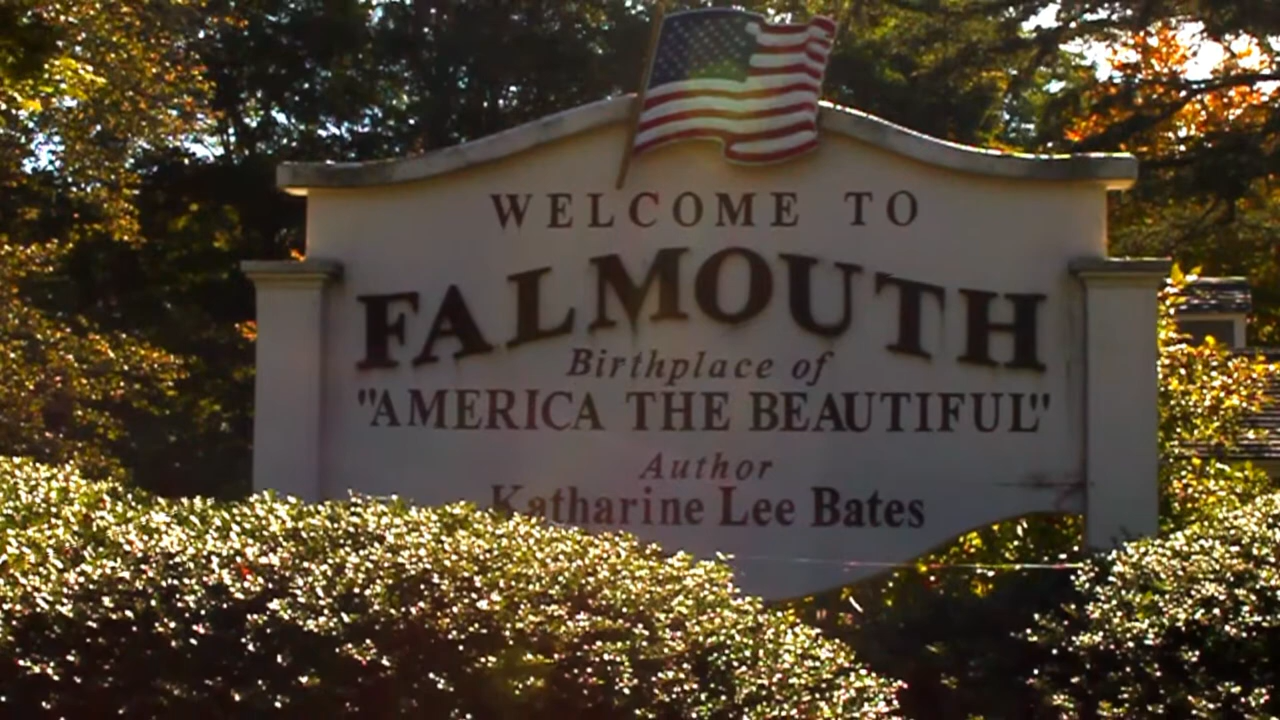 WELCOME TO
FALMOUTH
Birthplace of
"AMERICA THE BEAUTIFUL"
Author
Katharine Lee Bates